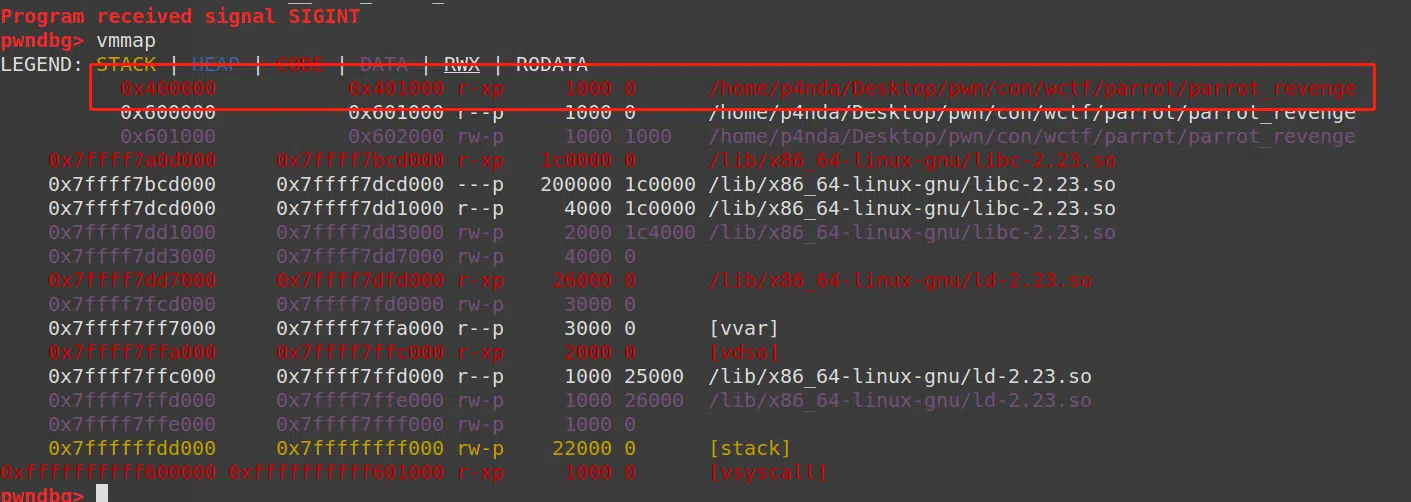 Program received signal SIGINT
pwndbg> vmmap
LEGEND: STACK | HEAP | CODE | DATA | RWX | RODATA
0x400000 0x401000 r-xp 1000 0 /home/p4nda/Desktop/pwn/con/wctf/parrot/parrot_revenge
0x600000 0x601000 r--p 1000 0 /home/p4nda/Desktop/pwn/con/wctf/parrot/parrot_revenge
0x601000 0x602000 rw-p 1000 1000 /home/p4nda/Desktop/pwn/con/wctf/parrot/parrot_revenge
0x7ffff7a0d000 0x7ffff7bcd000 r-xp 1c0000 0 /lib/x86_64-linux-gnu/libc-2.23.so
0x7ffff7bcd000 0x7ffff7dcd000 ---p 200000 1c0000 /lib/x86_64-linux-gnu/libc-2.23.so
0x7ffff7dcd000 0x7ffff7dd1000 r--p 4000 1c0000 /lib/x86_64-linux-gnu/libc-2.23.so
0x7ffff7dd1000 0x7ffff7dd3000 rw-p 2000 1c4000 /lib/x86_64-linux-gnu/libc-2.23.so
0x7ffff7dd3000 0x7ffff7dd7000 rw-p 4000 0
0x7ffff7dd7000 0x7ffff7dfd000 r-xp 26000 0 /lib/x86_64-linux-gnu/ld-2.23.so
0x7ffff7fcd000 0x7ffff7fd0000 rw-p 3000 0
0x7ffff7ff7000 0x7ffff7ffa000 r--p 3000 0 [vvar]
0x7ffff7ffa000 0x7ffff7ffc000 r-xp 2000 0 [vdso]
0x7ffff7ffc000 0x7ffff7ffd000 r--p 1000 25000 /lib/x86_64-linux-gnu/ld-2.23.so
0x7ffff7ffd000 0x7ffff7ffe000 rw-p 1000 26000 /lib/x86_64-linux-gnu/ld-2.23.so
0x7ffff7ffe000 0x7ffff7fff000 rw-p 1000 0
0x7ffffffdd000 0x7ffffffff000 rw-p 22000 0 [stack]
0xffffffffff600000 0xffffffffff601000 r-xp 1000 0 [vsyscall]
pwndbg>